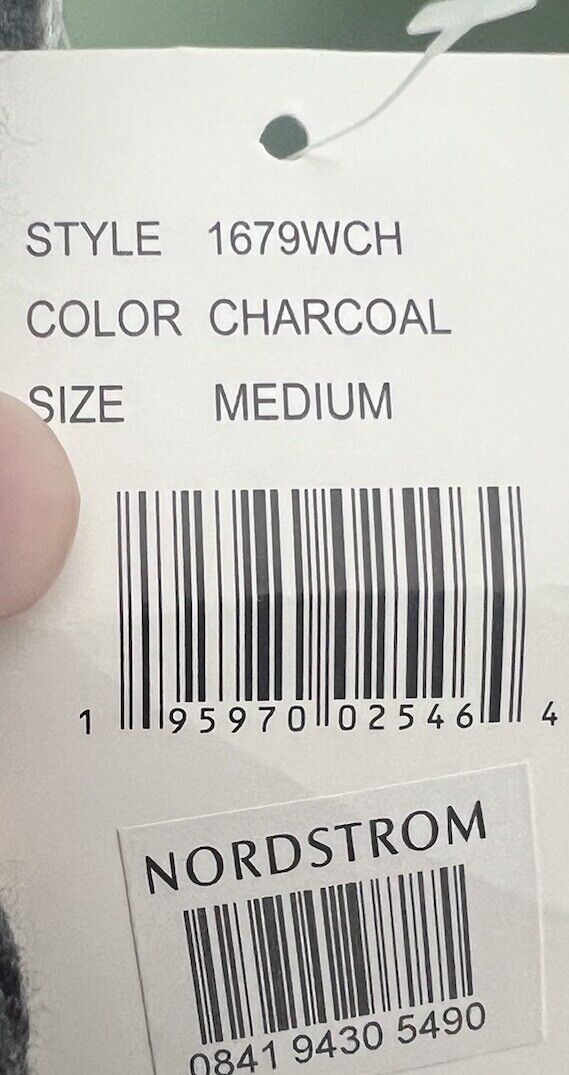 STYLE 1679WCH
COLOR CHARCOAL
SIZE MEDIUM
1 95970 02546 4
NORDSTROM
0841 9430 5490